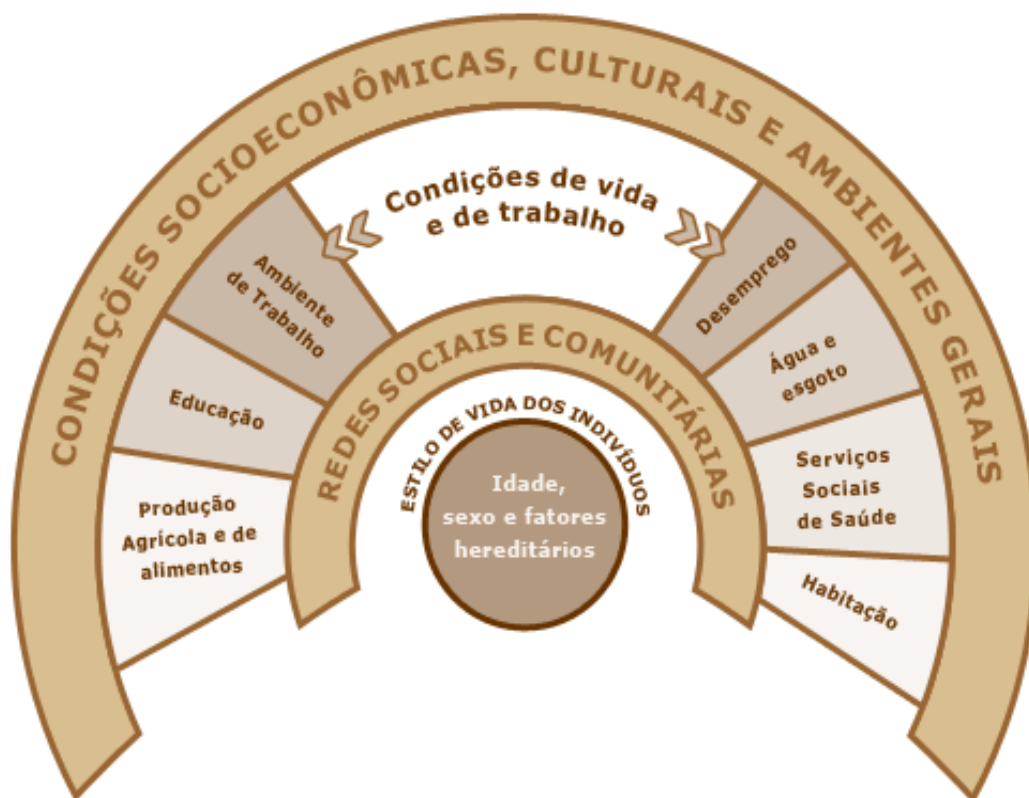 CONDIÇÕES SOCIOECONÔMICAS, CULTURAIS E AMBIENTES GERAIS
Condições de vida
e de trabalho
Ambiente
de Trabalho
Educação
Produção
Agrícola e de
alimentos
Desemprego
Água e
esgoto
Serviços
Sociais
de Saúde
Habitação
REDES SOCIAIS E COMUNITÁRIAS
ESTILO DE VIDA DOS INDIVÍDUOS
Idade,
sexo e fatores
hereditários